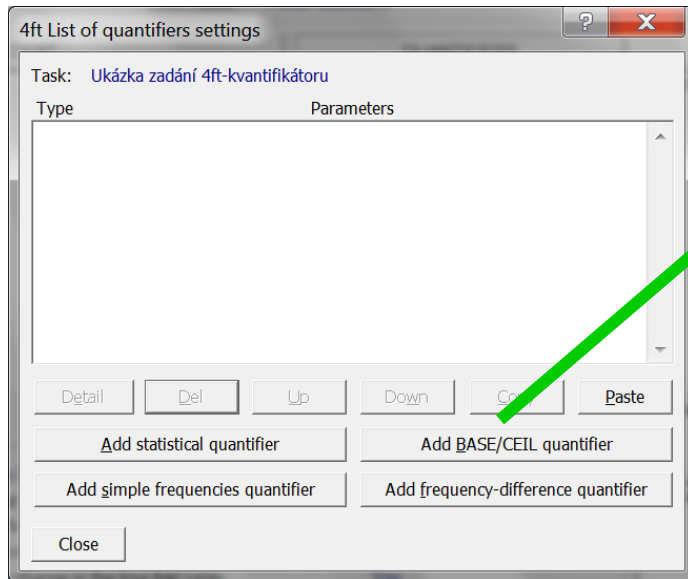 4ft List of quantifiers settings
Task: Ukázka zadání 4ft-kvantifikátoru
Type Parameters
Detail Del Up Down Paste
Add statistical quantifier Add BASE/CEIL quantifier
Add simple frequencies quantifier Add frequency-difference quantifier
Close